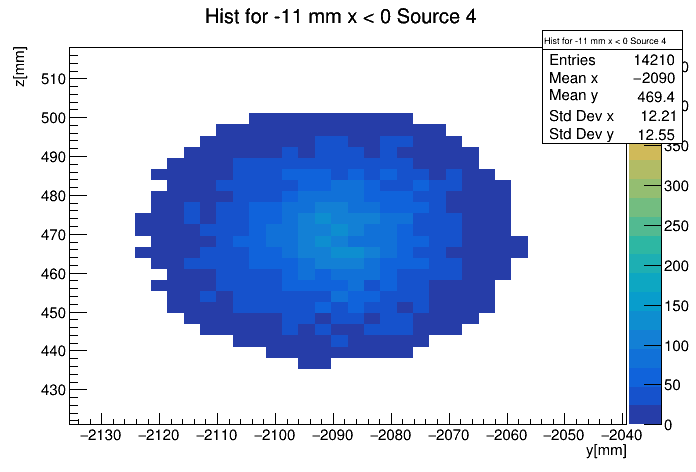 Hist for -11 mm x < 0 Source 4
z[mm]
Hist for -11 mm x < 0 Source 4
Entries 14210
Mean x −2090
Mean y 469.4
Std Dev x 12.21
Std Dev y 12.55
510
500
490
480
470
460
450
440
430
350
300
250
200
150
100
50
0
−2130 −2120 −2110 −2100 −2090 −2080 −2070 −2060 −2050 −2040
y[mm]